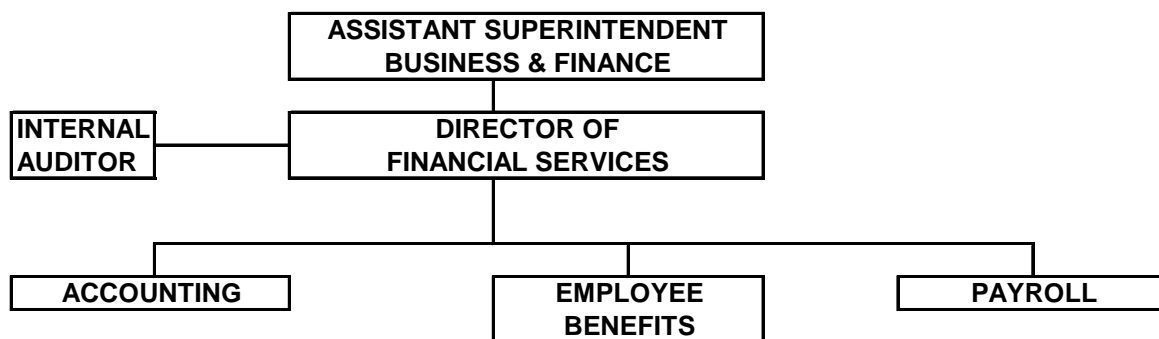 ASSISTANT SUPERINTENDENT
BUSINESS & FINANCE
INTERNAL
AUDITOR
DIRECTOR OF
FINANCIAL SERVICES
ACCOUNTING
EMPLOYEE
BENEFITS
PAYROLL